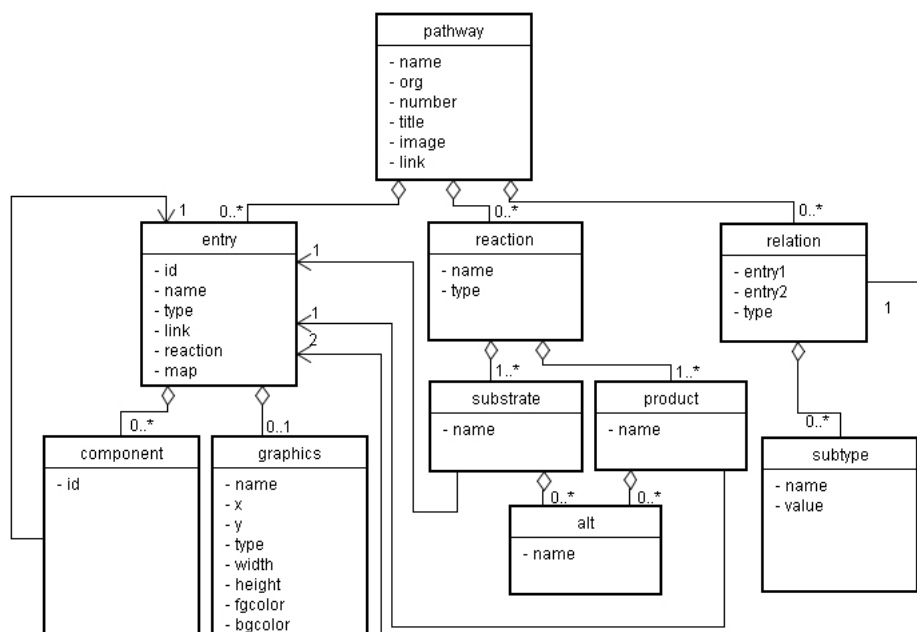 pathway
- name
- org
- number
- title
- image
- link
1
0..*
0..*
0..*
entry
- id
- name
- type
- link
- reaction
- map
1
1
2
reaction
- name
- type
relation
- entry1
- entry2
- type
1
1..*
1..*
substrate
- name
product
- name
0..*
0..1
0..*
component
- id
graphics
- name
- x
- y
- type
- width
- height
- fgcolor
- bgcolor
subtype
- name
- value
0..*
0..*
alt
- name